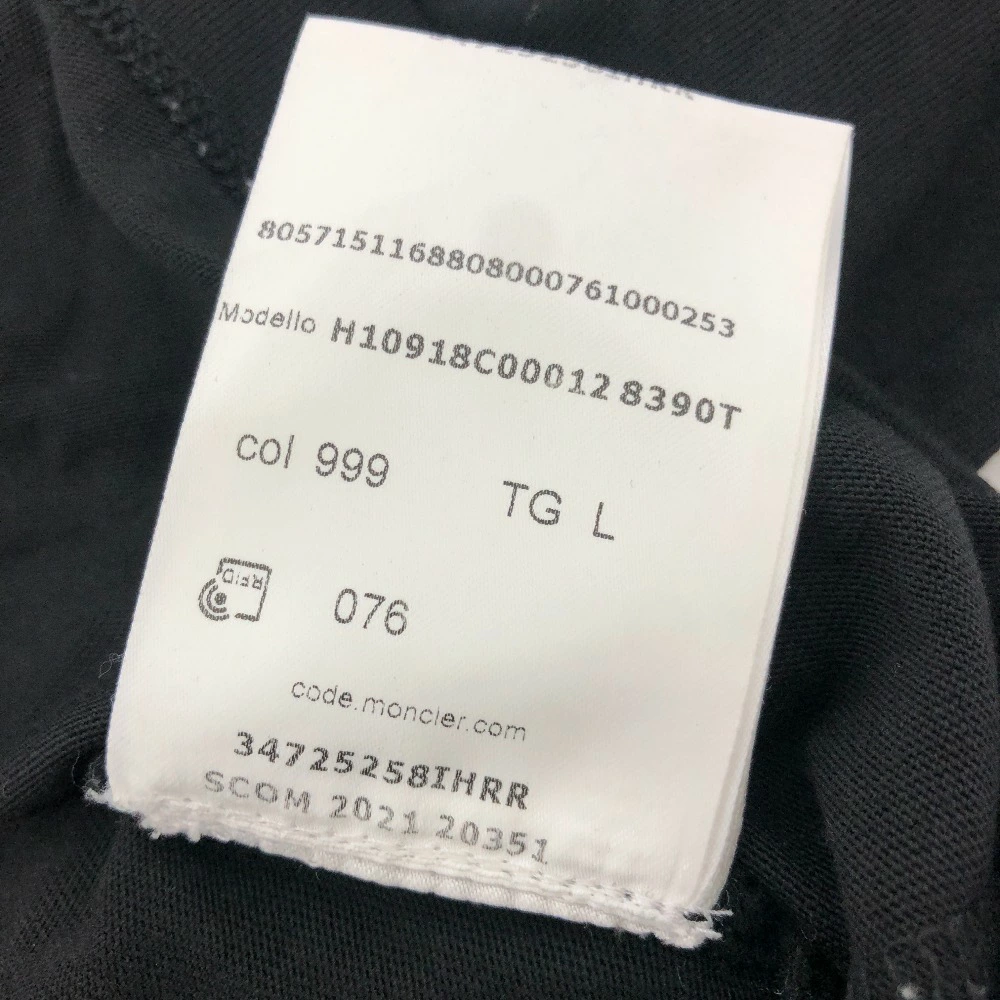 8057151168808000761000253
Modello H10918C00012 8390T
col 999 TG L
RFID 076
code.moncler.com
34725258IHRR
SCOM 2021 20351